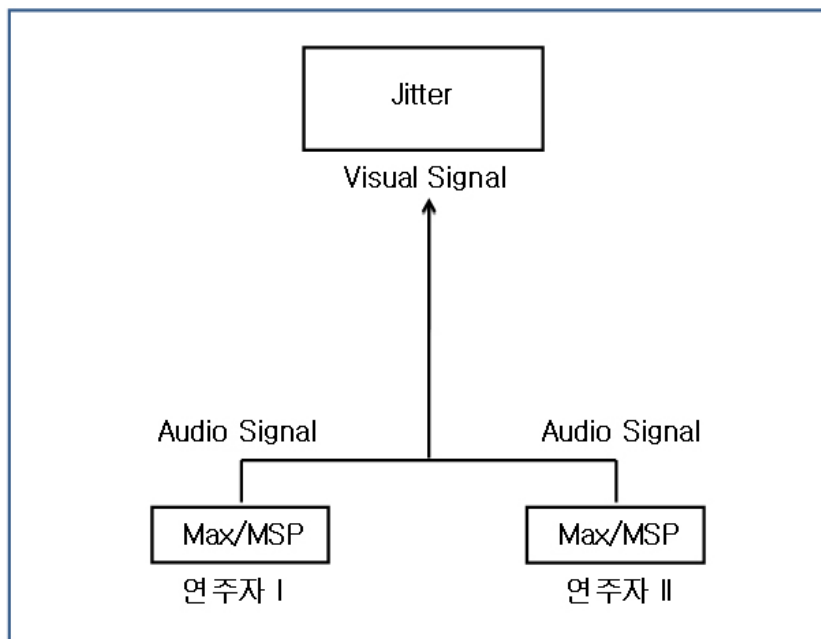 Jitter
Visual Signal
Audio Signal
Audio Signal
Max/MSP
Max/MSP
연주자 I
연주자 II